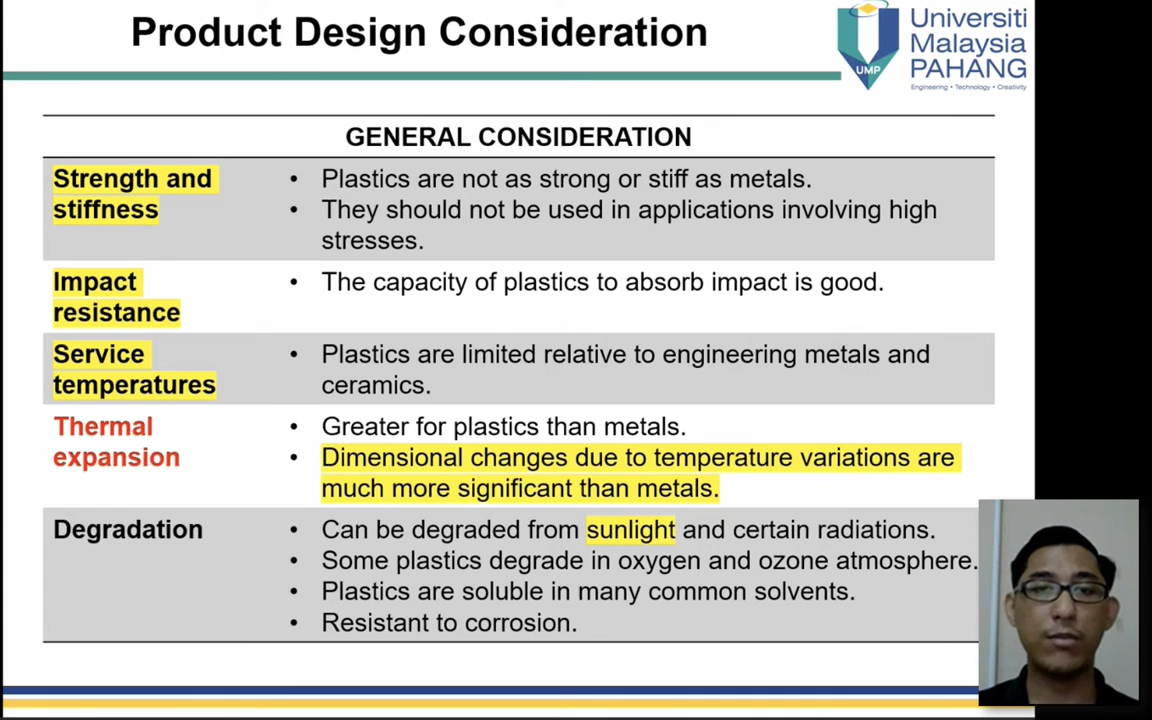 Product Design Consideration
Universiti
Malaysia
PAHANG
Engineering • Technology • Creativity
UMP
GENERAL CONSIDERATION
Strength and
stiffness
• Plastics are not as strong or stiff as metals.
• They should not be used in applications involving high
stresses.
Impact
resistance
• The capacity of plastics to absorb impact is good.
Service
temperatures
• Plastics are limited relative to engineering metals and
ceramics.
Thermal
expansion
• Greater for plastics than metals.
• Dimensional changes due to temperature variations are
much more significant than metals.
Degradation
• Can be degraded from sunlight and certain radiations.
• Some plastics degrade in oxygen and ozone atmosphere.
• Plastics are soluble in many common solvents.
• Resistant to corrosion.